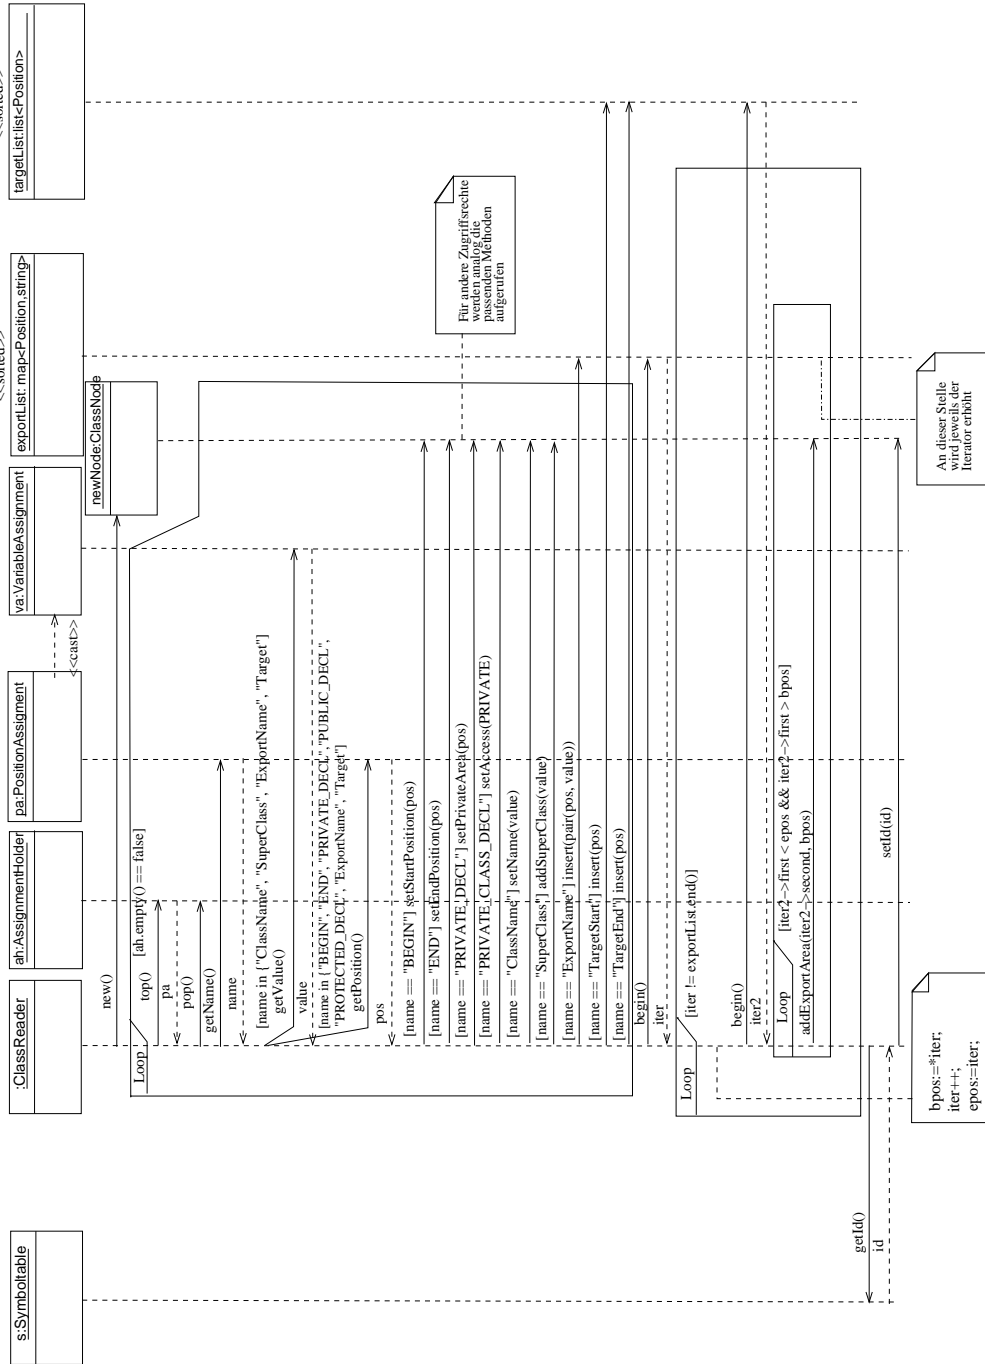 s:Symboltable
:ClassReader
ah:AssignmentHolder
pa:PositionAssigment
<<cast>>
va:VariableAssignment
<<sorted>>
exportList: map<Position,string>
<<sorted>>
targetList:list<Position>
new()
newNode:ClassNode
Loop
[ah.empty() == false]
top()
pa
pop()
getName()
name
[name in {"ClassName", "SuperClass", "ExportName", "Target"]
getValue()
value
[name in {"BEGIN", "END", "PRIVATE_DECL","PUBLIC_DECL",
"PROTECTED_DECL", "ExportName", "Target"]
getPosition()
pos
[name == "BEGIN"] setStartPosition(pos)
[name == "END"] setEndPosition(pos)
[name == "PRIVATE_DECL"] setPrivateArea(pos)
[name == "PRIVATE_CLASS_DECL"] setAccess(PRIVATE)
[name == "ClassName"] setName(value)
[name == "SuperClass"] addSuperClass(value)
[name == "ExportName"] insert(pair(pos, value))
[name == "TargetStart"] insert(pos)
[name == "TargetEnd"] insert(pos)
Für andere Zugriffsrechte
werden analog die
passenden Methoden
aufgerufen
begin()
iter
Loop
[iter != exportList.end()]
begin()
iter2
Loop
[iter2->first < epos && iter2->first > bpos]
addExportArea(iter2->second, bpos)
getId()
id
setId(id)
bpos:=*iter;
iter++;
epos:=iter;
An dieser Stelle
wird jeweils der
Iterator erhöht